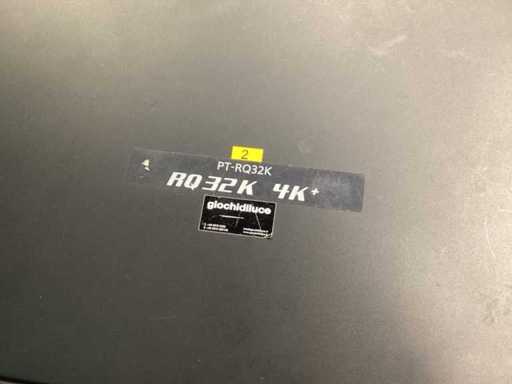 2
PT-RQ32K
RQ32K 4K+
giochidiluce